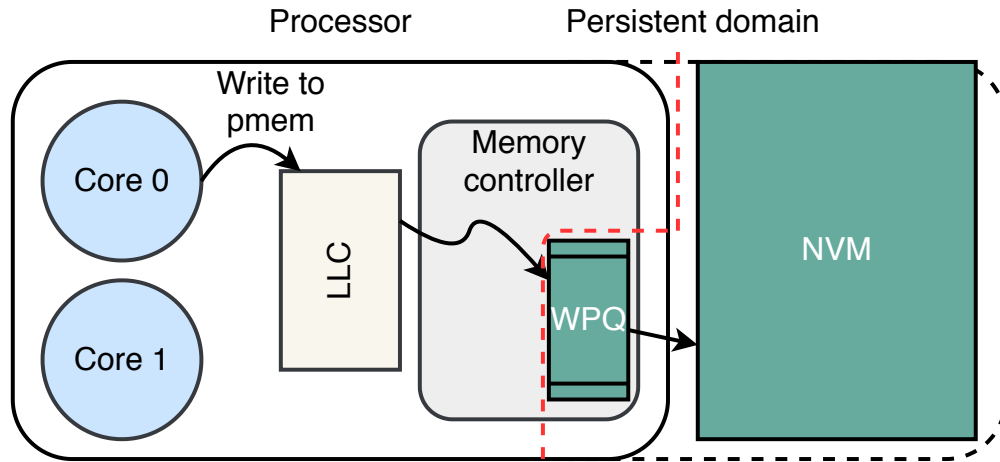 Processor
Persistent domain
Write to
pmem
Core 0
Memory
controller
LLC
NVM
WPQ
Core 1